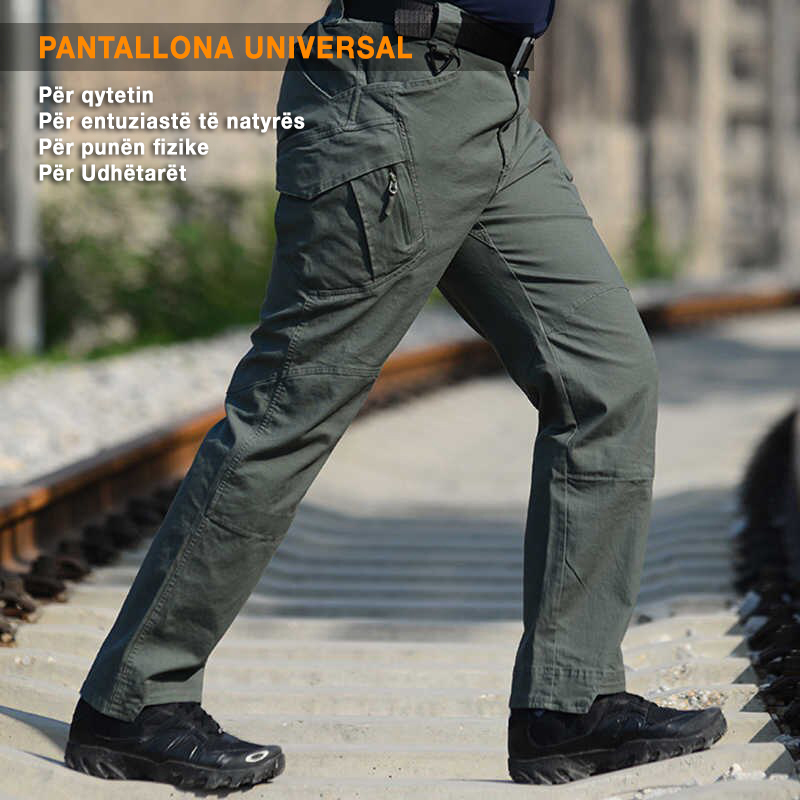 PANTALLONA UNIVERSAL
Për qytetin
Për entuziastë të natyrës
Për punën fizike
Për Udhëtarët